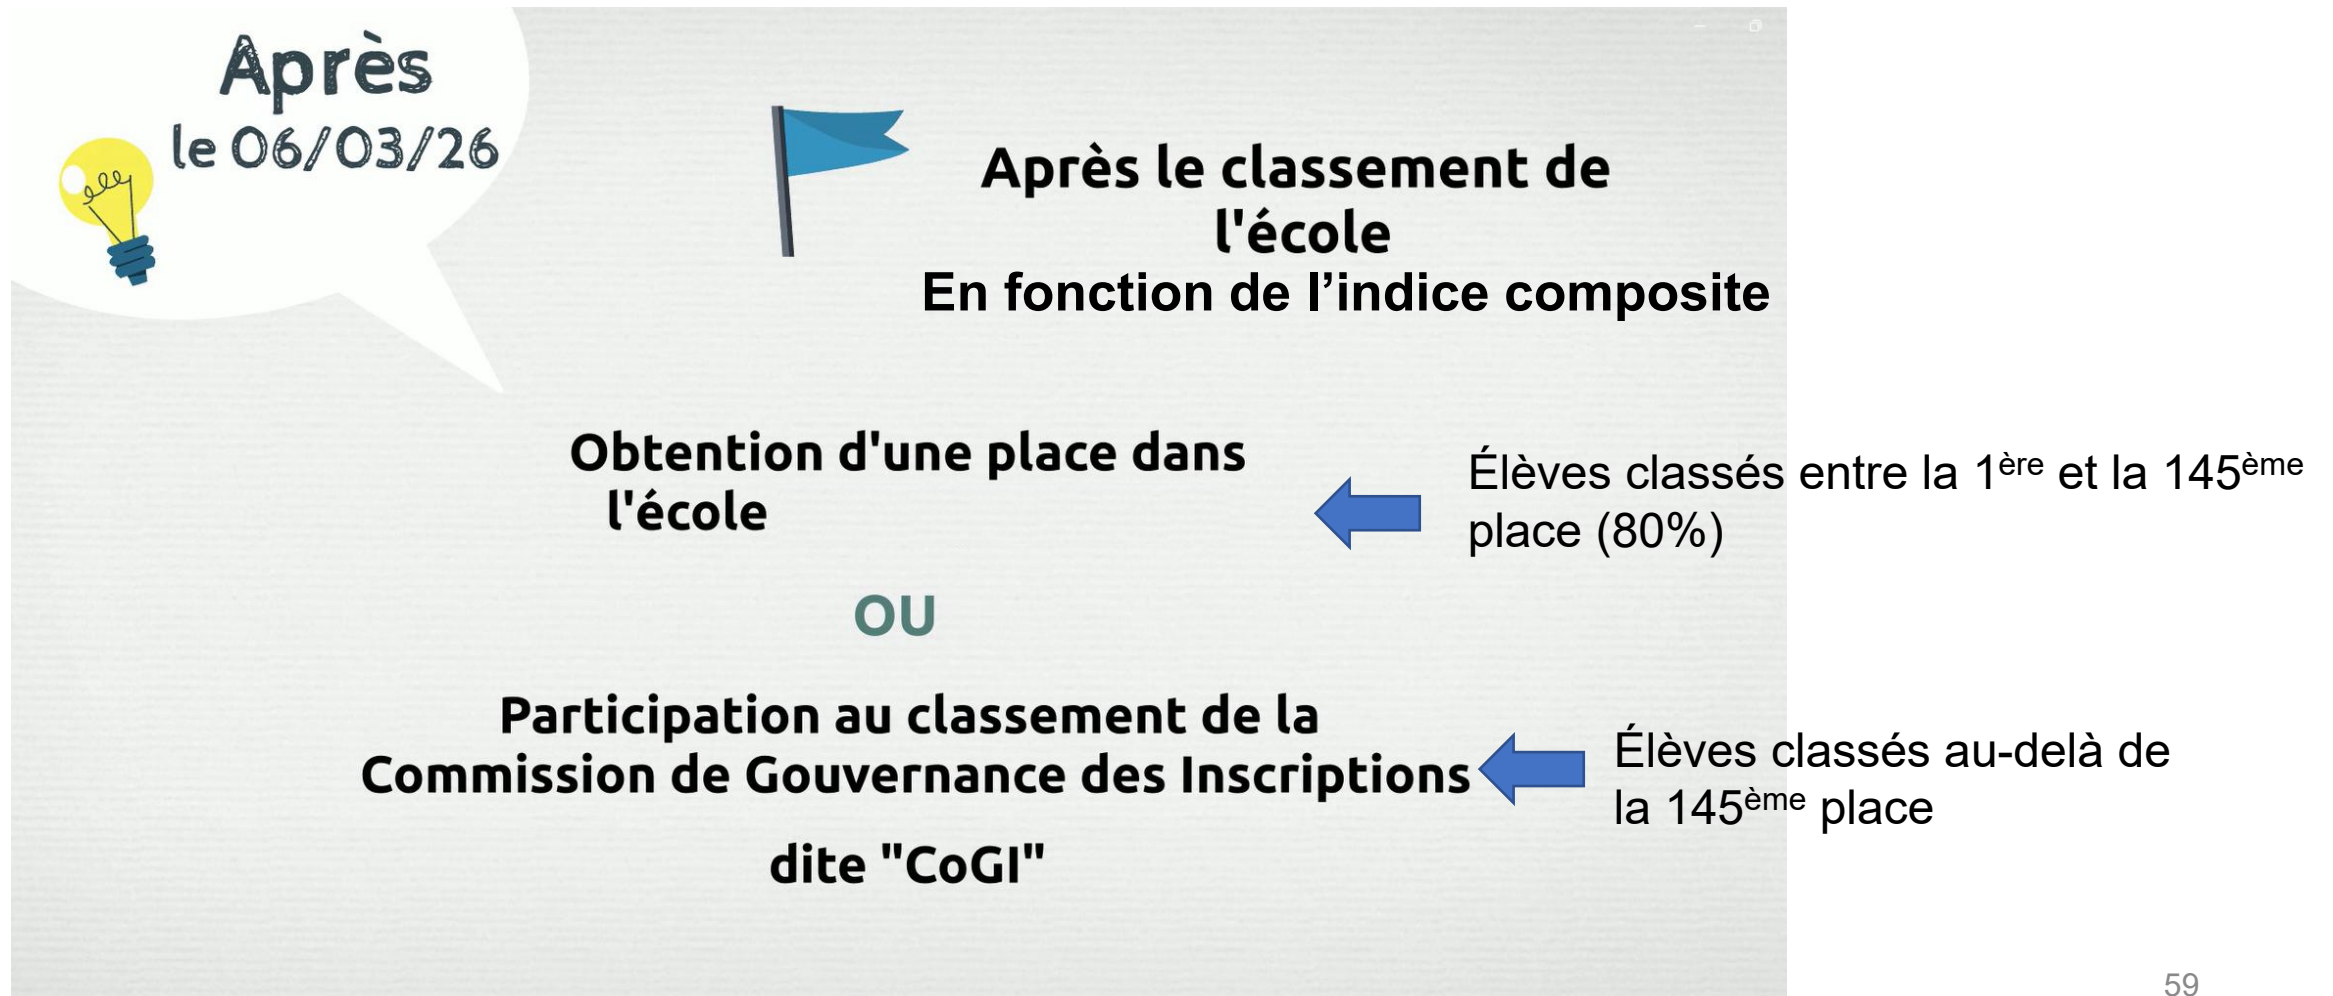 Après
le 06/03/26
Après le classement de
l'école
En fonction de l’indice composite
Obtention d'une place dans
l'école
Élèves classés entre la 1ère et la 145ème
place (80%)
OU
Participation au classement de la
Commission de Gouvernance des Inscriptions
dite "CoGI"
Élèves classés au-delà de
la 145ème place
59